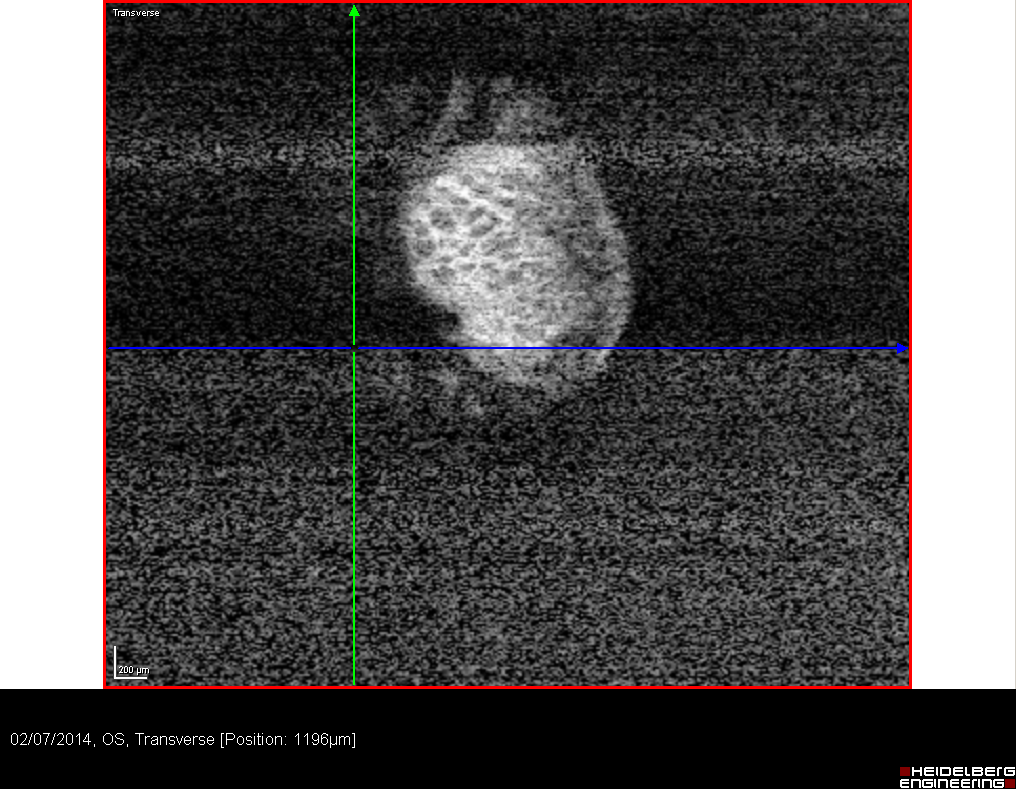 Transverse
200 µm
02/07/2014, OS, Transverse [Position: 1196µm]
HEIDELBERG
ENGINEERING